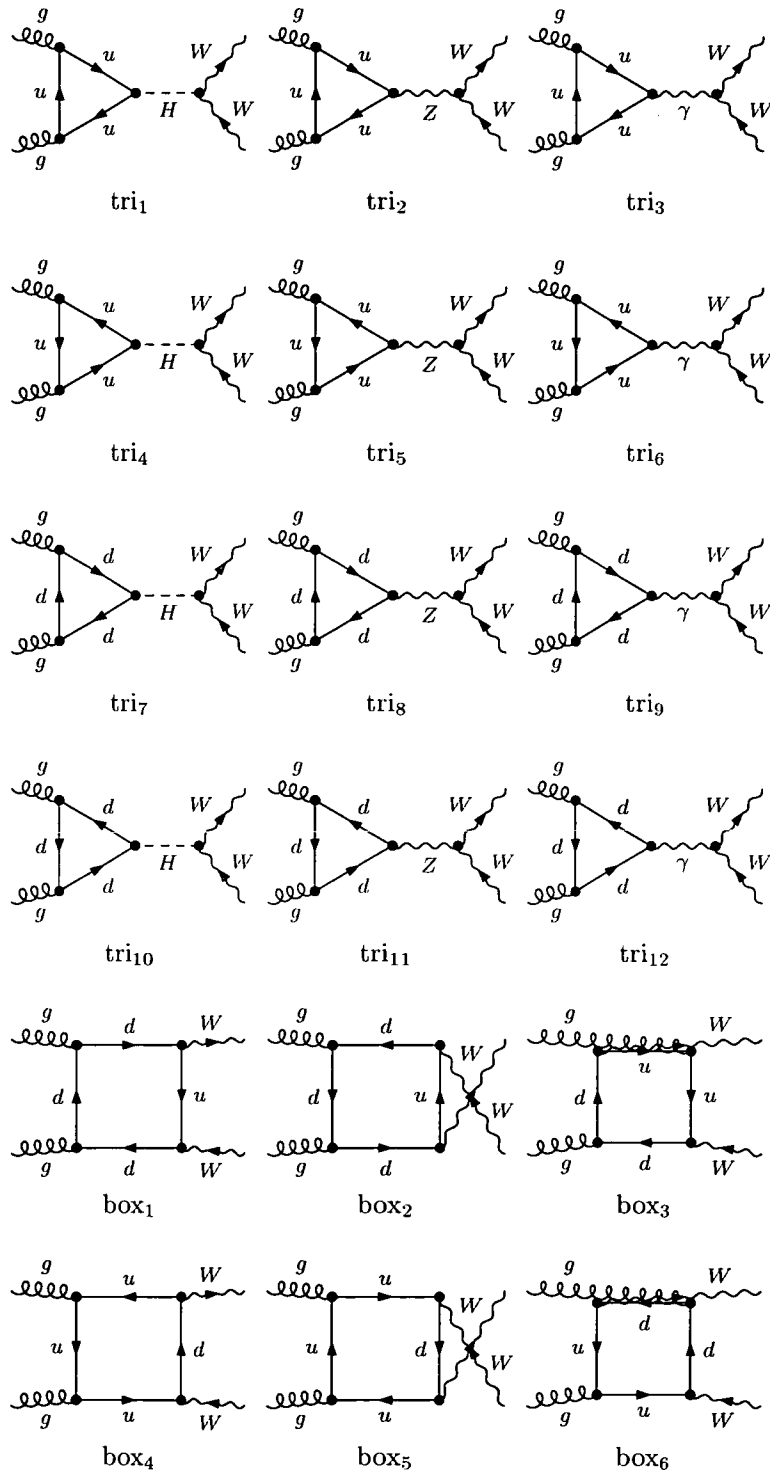 g g g
u u W u u W u u W
H W Z W γ W
u u u
g g g
tri₁ tri₂ tri₃
g g g
u u W u u W u u W
H W Z W γ W
u u u
g g g
tri₄ tri₅ tri₆
g g g
d d W d d W d d W
H W Z W γ W
d d d
g g g
tri₇ tri₈ tri₉
g g g
d d W d d W d d W
H W Z W γ W
d d d
g g g
tri₁₀ tri₁₁ tri₁₂
g d W g d W g W
d u d u W d u u
g d W g d g d W
box₁ box₂ box₃
g u W g u W g W
u d u d W u d d
g u W g u g u W
box₄ box₅ box₆